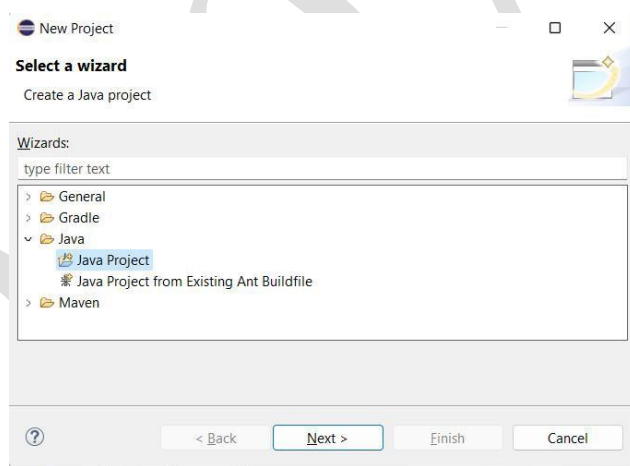 New Project
Select a wizard
Create a Java project
Wizards:
type filter text
General
Gradle
Java
Java Project
Java Project from Existing Ant Buildfile
Maven
< Back Next > Finish Cancel